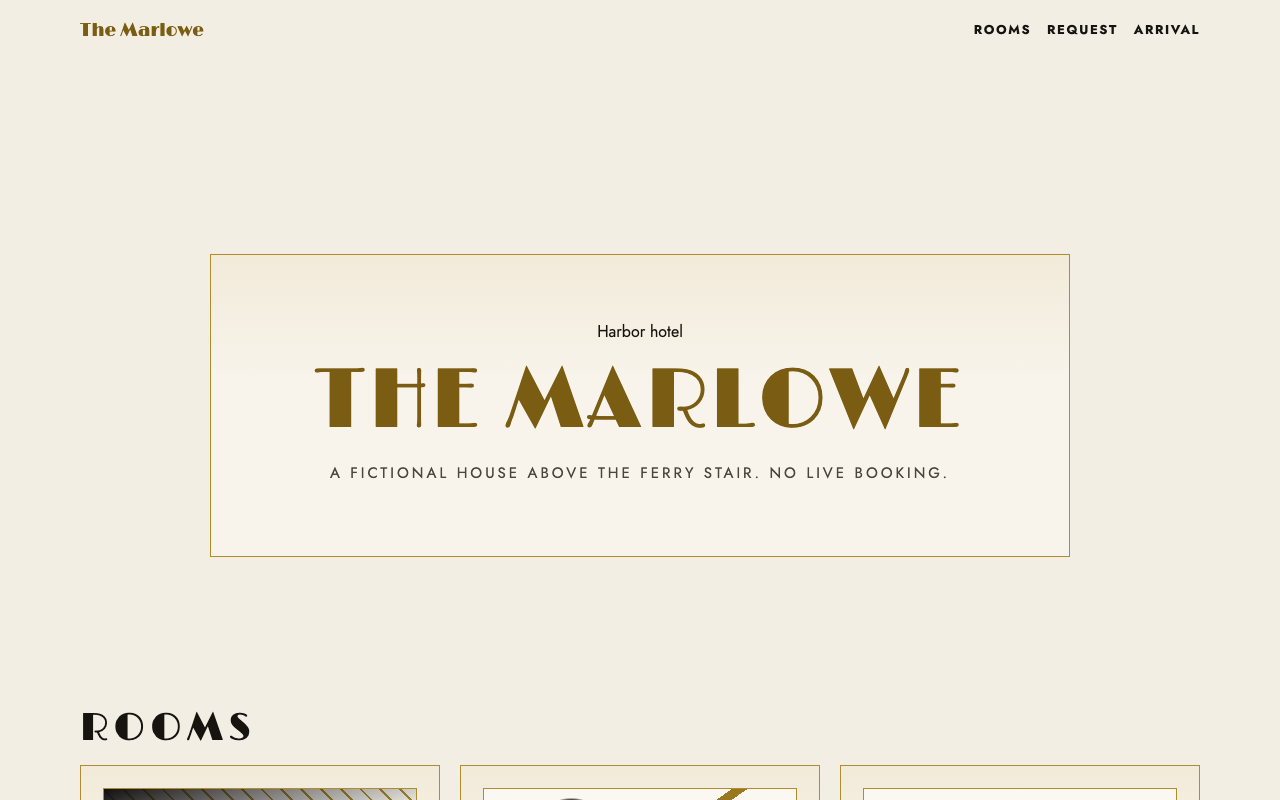 The Marlowe
ROOMS REQUEST ARRIVAL
Harbor hotel
THE MARLOWE
A FICTIONAL HOUSE ABOVE THE FERRY STAIR. NO LIVE BOOKING.
ROOMS